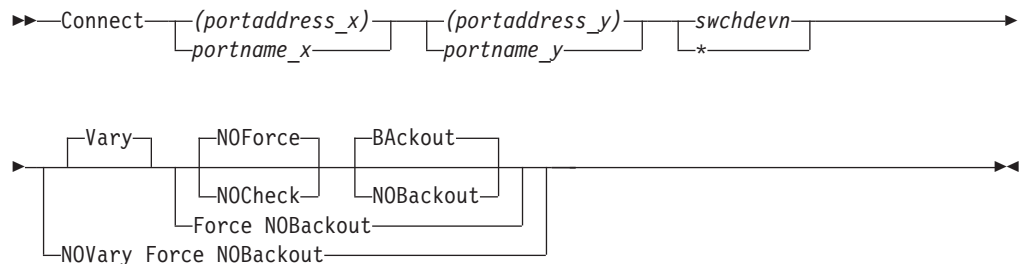 Connect (portaddress_x) (portaddress_y) swchdevn
portname_x portname_y *
Vary NOForce BAckout
NOCheck NOBackout
Force NOBackout
NOVary Force NOBackout